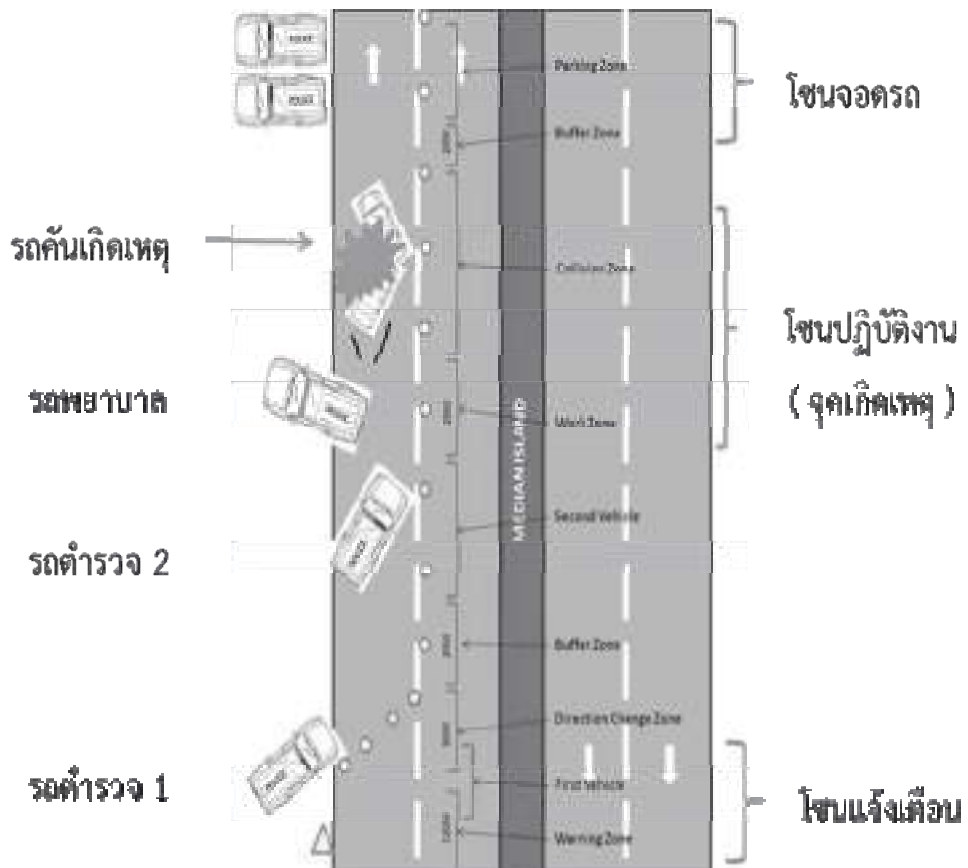 Parking Zone
โซนจอดรถ
Buffer Zone
รถคันเกิดเหตุ
Collision Zone
โซนปฏิบัติงาน
รถพยาบาล
( จุดเกิดเหตุ )
Work Zone
MEDIAN ISLAND
Second Vehicle
รถตำรวจ 2
Buffer Zone
Direction Change Zone
รถตำรวจ 1
First Vehicle
โซนแจ้งเตือน
Warning Zone